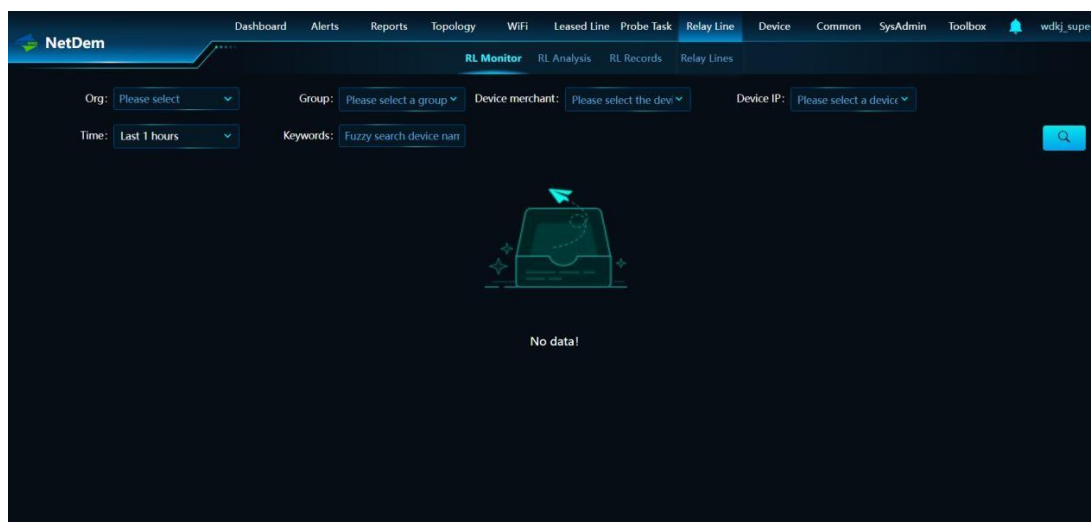 NetDem
Dashboard Alerts Reports Topology WiFi Leased Line Probe Task Relay Line Device Common SysAdmin Toolbox wdkj_supe
RL Monitor RL Analysis RL Records Relay Lines
Org: Please select Group: Please select a group Device merchant: Please select the devi Device IP: Please select a device
Time: Last 1 hours Keywords: Fuzzy search device nam
No data!